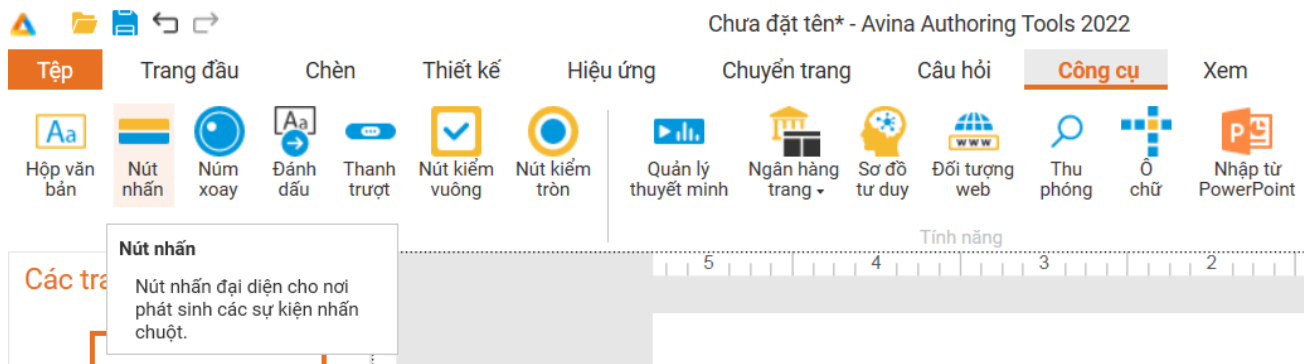 Chưa đặt tên* - Avina Authoring Tools 2022
Tệp Trang đầu Chèn Thiết kế Hiệu ứng Chuyển trang Câu hỏi Công cụ Xem
Aa Aa WWW P
Hộp văn bản
Nút nhấn
Núm xoay
Đánh dấu
Thanh trượt
Nút kiểm vuông
Nút kiểm tròn
Quản lý thuyết minh
Ngân hàng trang
Sơ đồ tư duy
Đối tượng web
Thu phóng
Ô chữ
Nhập từ PowerPoint
Tính năng
Nút nhấn
Nút nhấn đại diện cho nơi
phát sinh các sự kiện nhấn
chuột.
Các
5 4 3 2